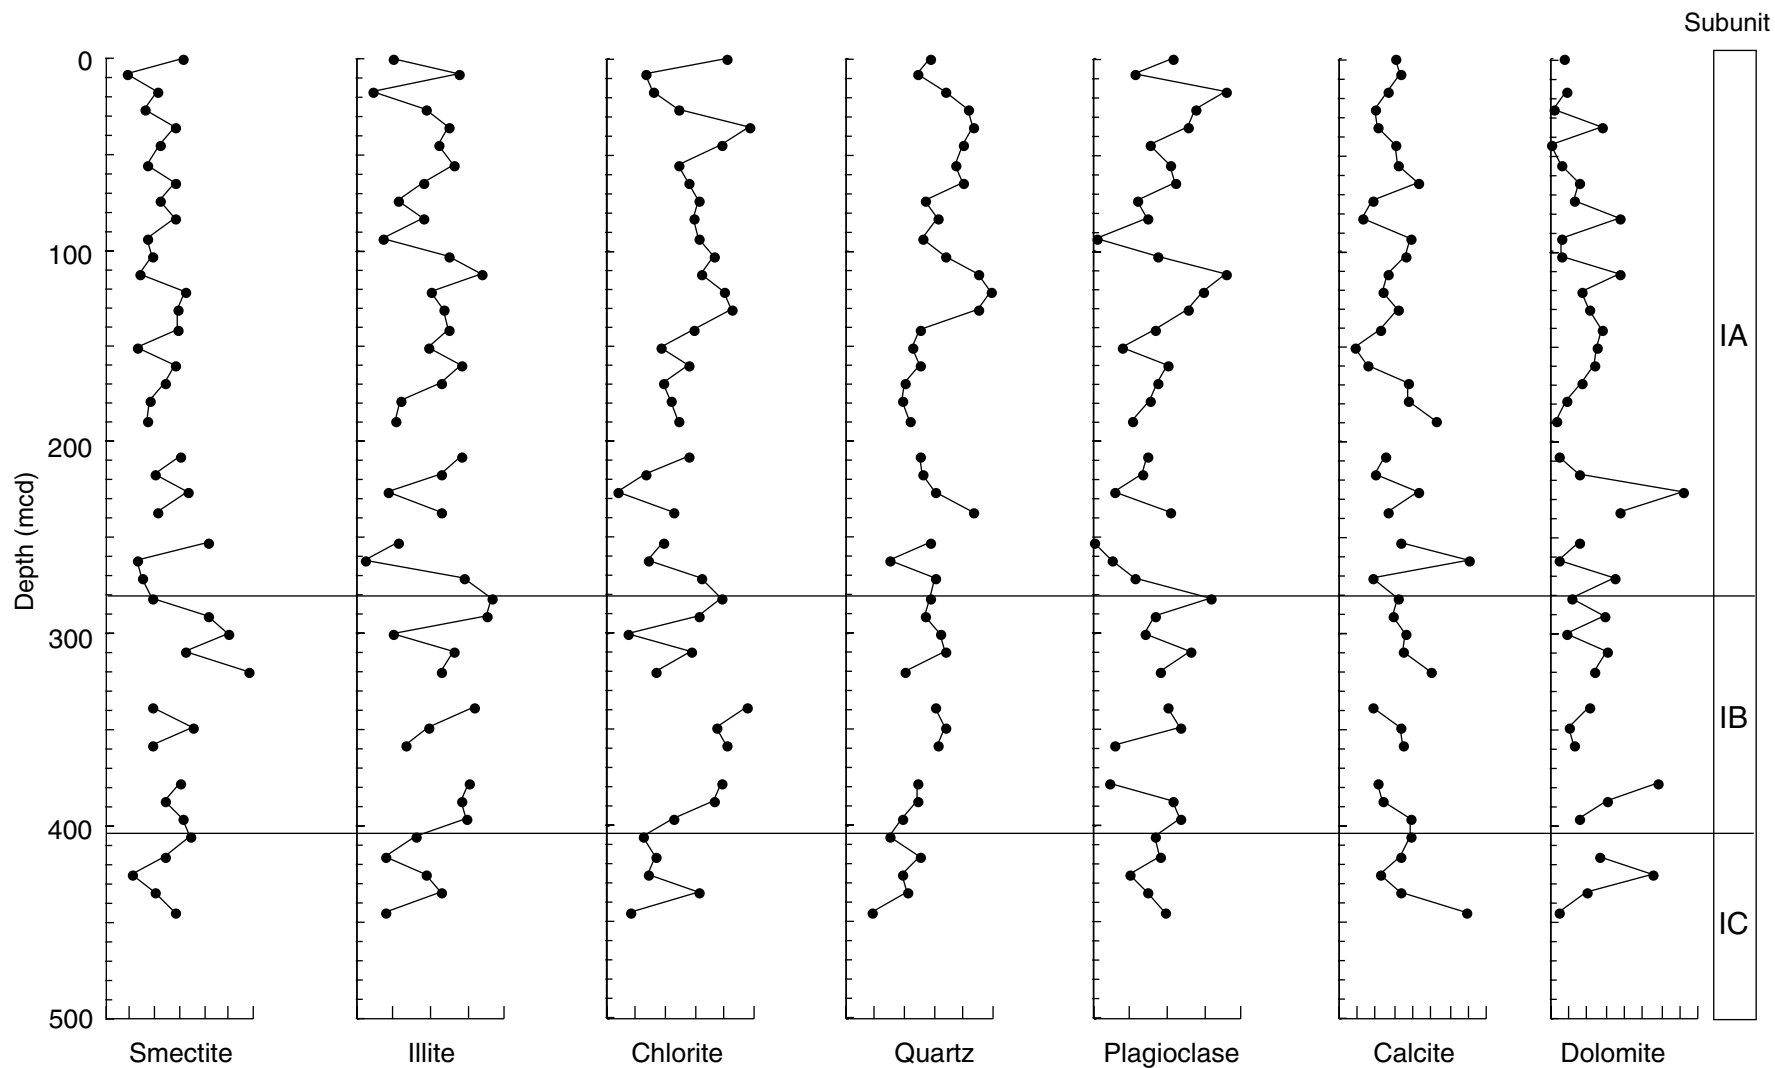 Subunit
0
100
200
300
400
500
Depth (mcd)
IA
IB
IC
Smectite Illite Chlorite Quartz Plagioclase Calcite Dolomite